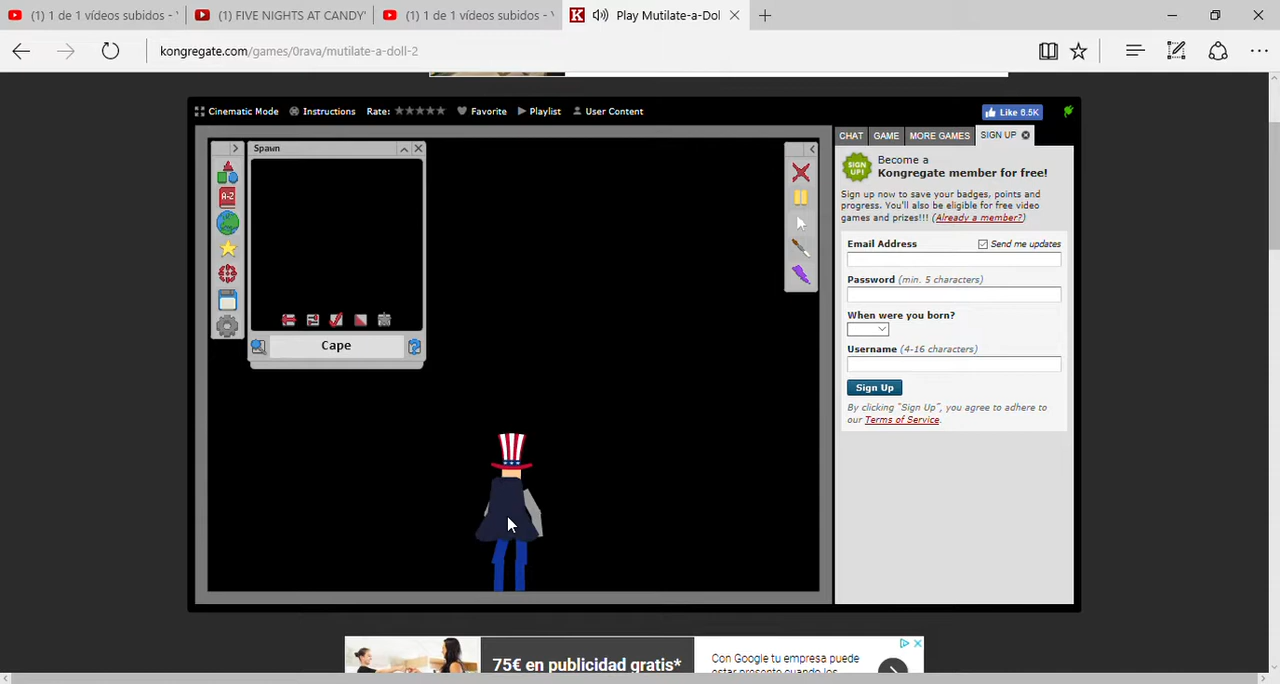 (1) 1 de 1 vídeos subidos - Y
(1) FIVE NIGHTS AT CANDY'
(1) 1 de 1 vídeos subidos - Y
K Play Mutilate-a-Dol
kongregate.com/games/0rava/mutilate-a-doll-2
Cinematic Mode Instructions Rate: Favorite Playlist User Content
Like 6.5K
Spawn
A-Z
Cape
CHAT GAME MORE GAMES SIGN UP
SIGN UP!
Become a
Kongregate member for free!
Sign up now to save your badges, points and
progress. You'll also be eligible for free video
games and prizes!!! (Already a member?)
Email Address Send me updates
Password (min. 5 characters)
When were you born?
Username (4-16 characters)
Sign Up
By clicking "Sign Up", you agree to adhere to
our Terms of Service.
75€ en publicidad gratis*
Con Google tu empresa puede
estar cuando los